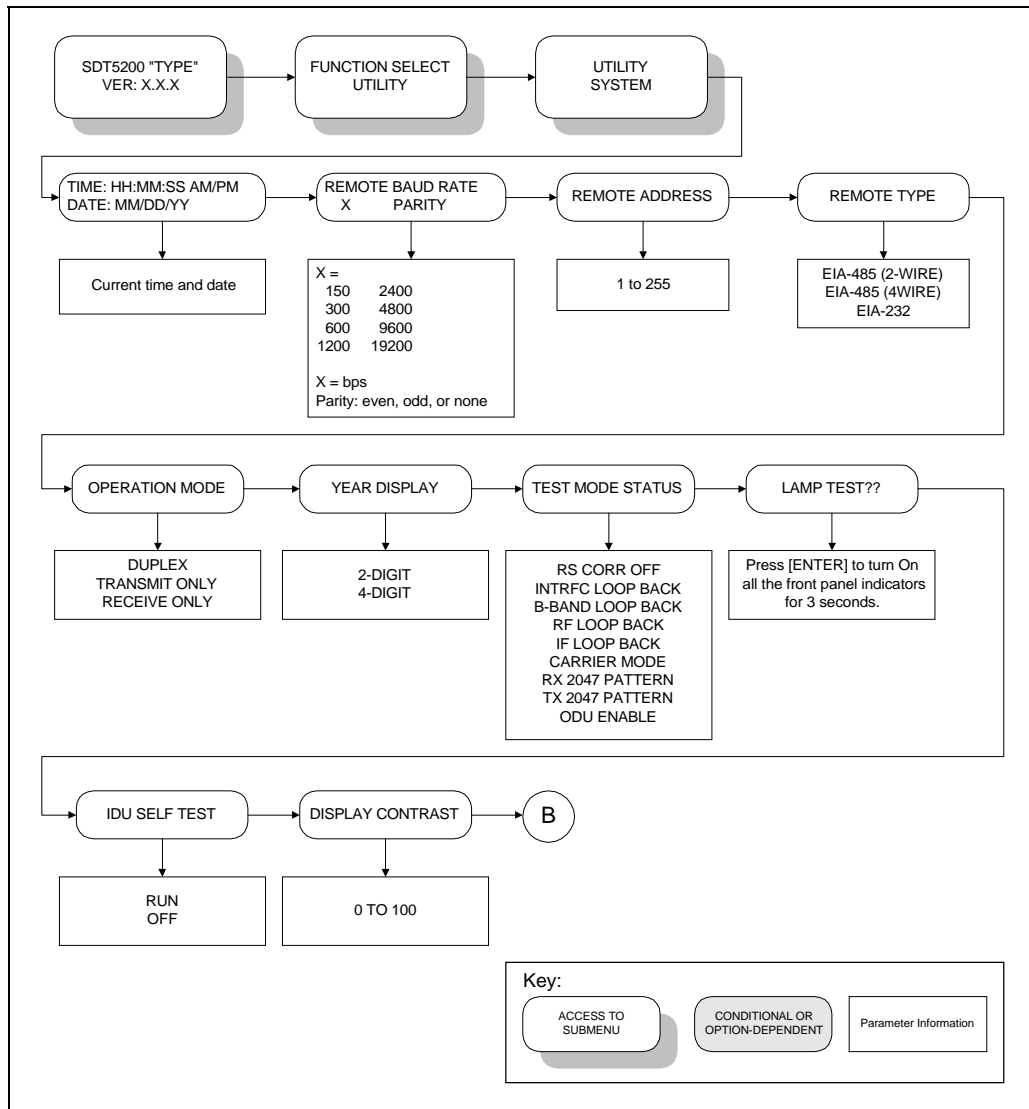 SDT5200 "TYPE"
VER: X.X.X
FUNCTION SELECT
UTILITY
UTILITY
SYSTEM
TIME: HH:MM:SS AM/PM
DATE: MM/DD/YY
REMOTE BAUD RATE
X PARITY
REMOTE ADDRESS
REMOTE TYPE
Current time and date
X =
150 2400
300 4800
600 9600
1200 19200
X = bps
Parity: even, odd, or none
1 to 255
EIA-485 (2-WIRE)
EIA-485 (4WIRE)
EIA-232
OPERATION MODE
YEAR DISPLAY
TEST MODE STATUS
LAMP TEST??
DUPLEX
TRANSMIT ONLY
RECEIVE ONLY
2-DIGIT
4-DIGIT
RS CORR OFF
INTRFC LOOP BACK
B-BAND LOOP BACK
RF LOOP BACK
IF LOOP BACK
CARRIER MODE
RX 2047 PATTERN
TX 2047 PATTERN
ODU ENABLE
Press [ENTER] to turn On
all the front panel indicators
for 3 seconds.
IDU SELF TEST
DISPLAY CONTRAST
B
RUN
OFF
0 TO 100
Key:
ACCESS TO
SUBMENU
CONDITIONAL OR
OPTION-DEPENDENT
Parameter Information